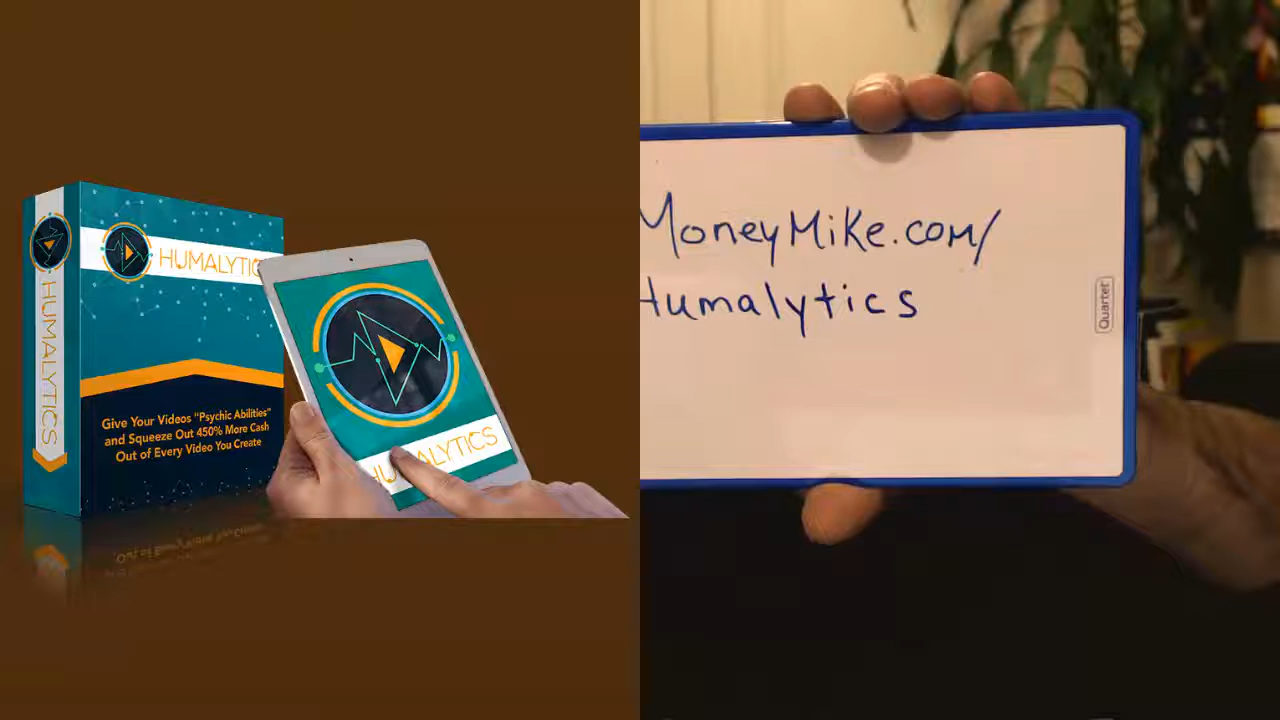 HUMALYTICS
HUMALYTIC
Give Your Videos "Psychic Abilities"
and Squeeze Out 450% More Cash
Out of Every Video You Create
HUMALYTICS
MoneyMike.com/
Humalytics
Quartet